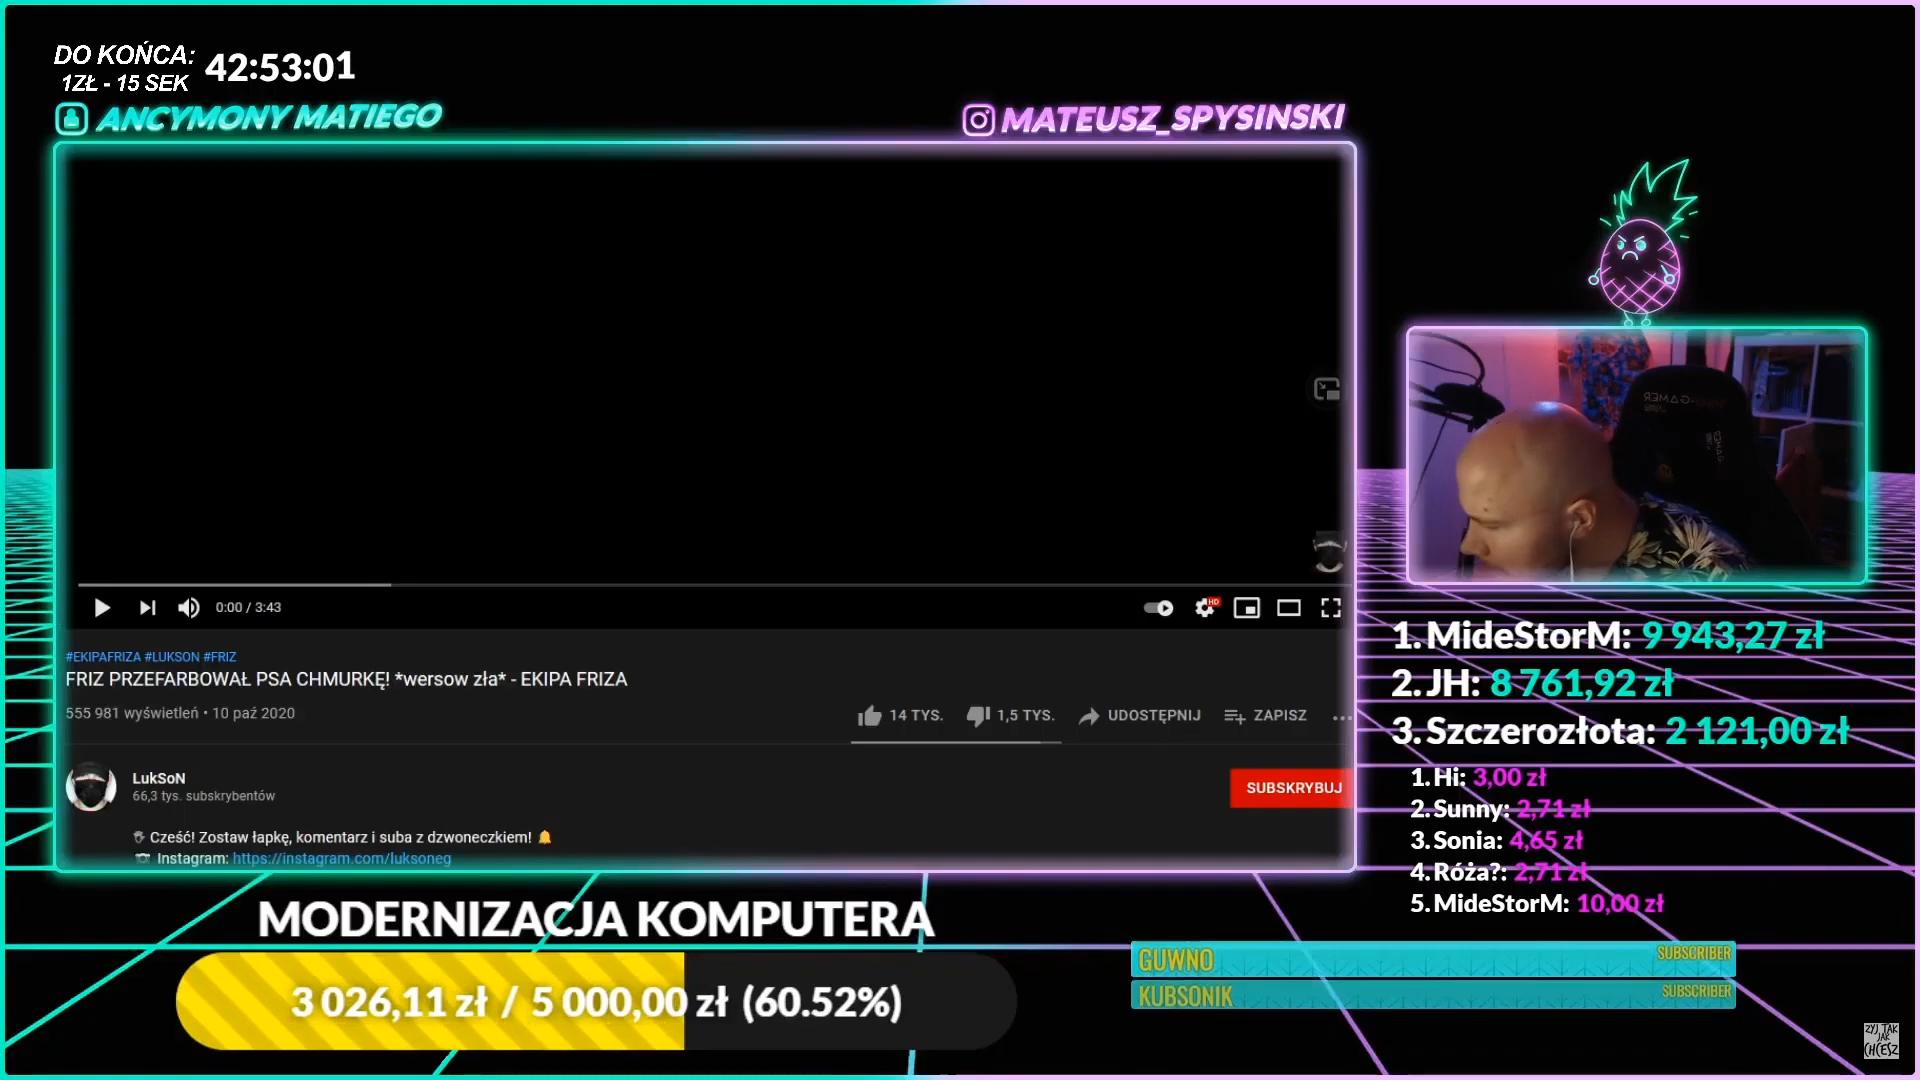 DO KOŃCA:
1ZŁ - 15 SEK
42:53:01
ANCYMONY MATIEGO
MATEUSZ_SPYSINSKI
0:00 / 3:43
HD
#EKIPAFRIZA #LUKSON #FRIZ
FRIZ PRZEFARBOWAŁ PSA CHMURKĘ! *wersow zła* - EKIPA FRIZA
555 981 wyświetleń • 10 paź 2020
14 TYS.
1,5 TYS.
UDOSTĘPNIJ
ZAPISZ
LukSoN
66,3 tys. subskrybentów
SUBSKRYBUJ
Cześć! Zostaw łapkę, komentarz i suba z dzwoneczkiem!
Instagram: https://instagram.com/luksoneg
1. MideStorM: 9 943,27 zł
2. JH: 8 761,92 zł
3. Szczerozłota: 2 121,00 zł
1. Hi: 3,00 zł
2. Sunny: 2,71 zł
3. Sonia: 4,65 zł
4. Róża?: 2,71 zł
5. MideStorM: 10,00 zł
MODERNIZACJA KOMPUTERA
3 026,11 zł / 5 000,00 zł (60.52%)
GUWNO SUBSCRIBER
KUBSONIK SUBSCRIBER
ŻYJ TAK
JAK
CHCESZ